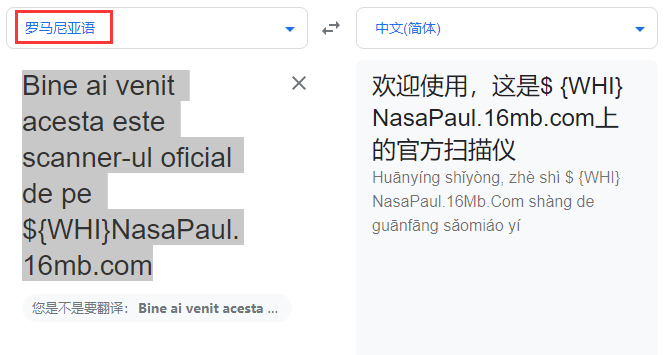 罗马尼亚语
中文(简体)
Bine ai venit
acesta este
scanner-ul oficial
de pe
${WHI}NasaPaul.
16mb.com
您是不是要翻译： Bine ai venit acesta ...
欢迎使用，这是$ {WHI}
NasaPaul.16mb.com上
的官方扫描仪
Huānyíng shǐyòng, zhè shì $ {WHI}
NasaPaul.16Mb.Com shàng de
guānfāng sǎomiáo yí